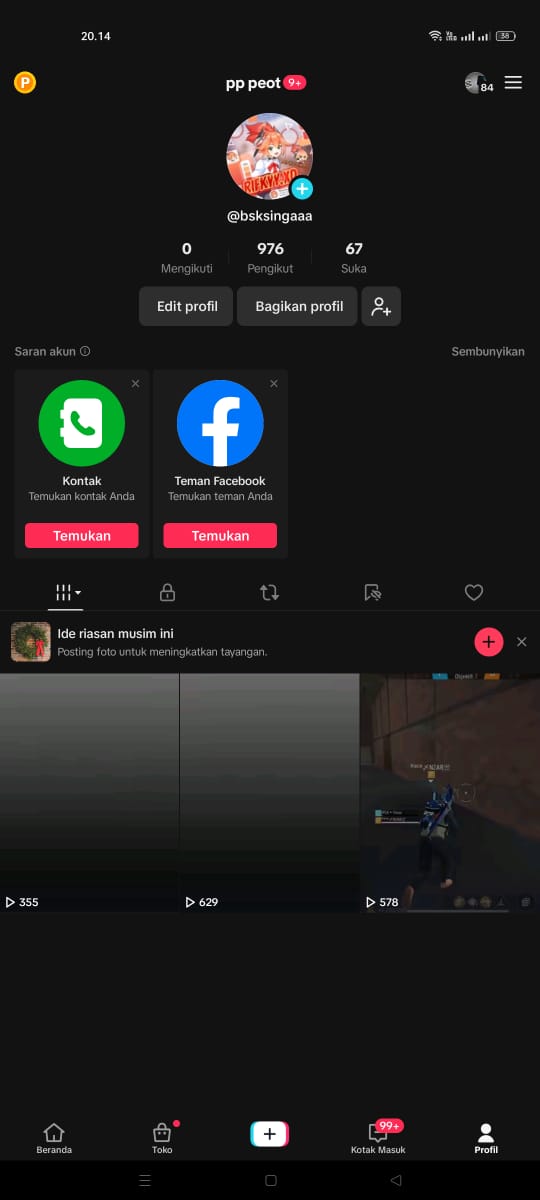 20.14
38
P
pp peot 9+
84
RIFKYY.XD
@bsksingaaa
0
Mengikuti
976
Pengikut
67
Suka
Edit profil
Bagikan profil
Saran akun
Sembunyikan
Kontak
Temukan kontak Anda
Temukan
Teman Facebook
Temukan teman Anda
Temukan
Ide riasan musim ini
Posting foto untuk meningkatkan tayangan.
355
629
578
Beranda
Toko
99+
Kotak Masuk
Profil